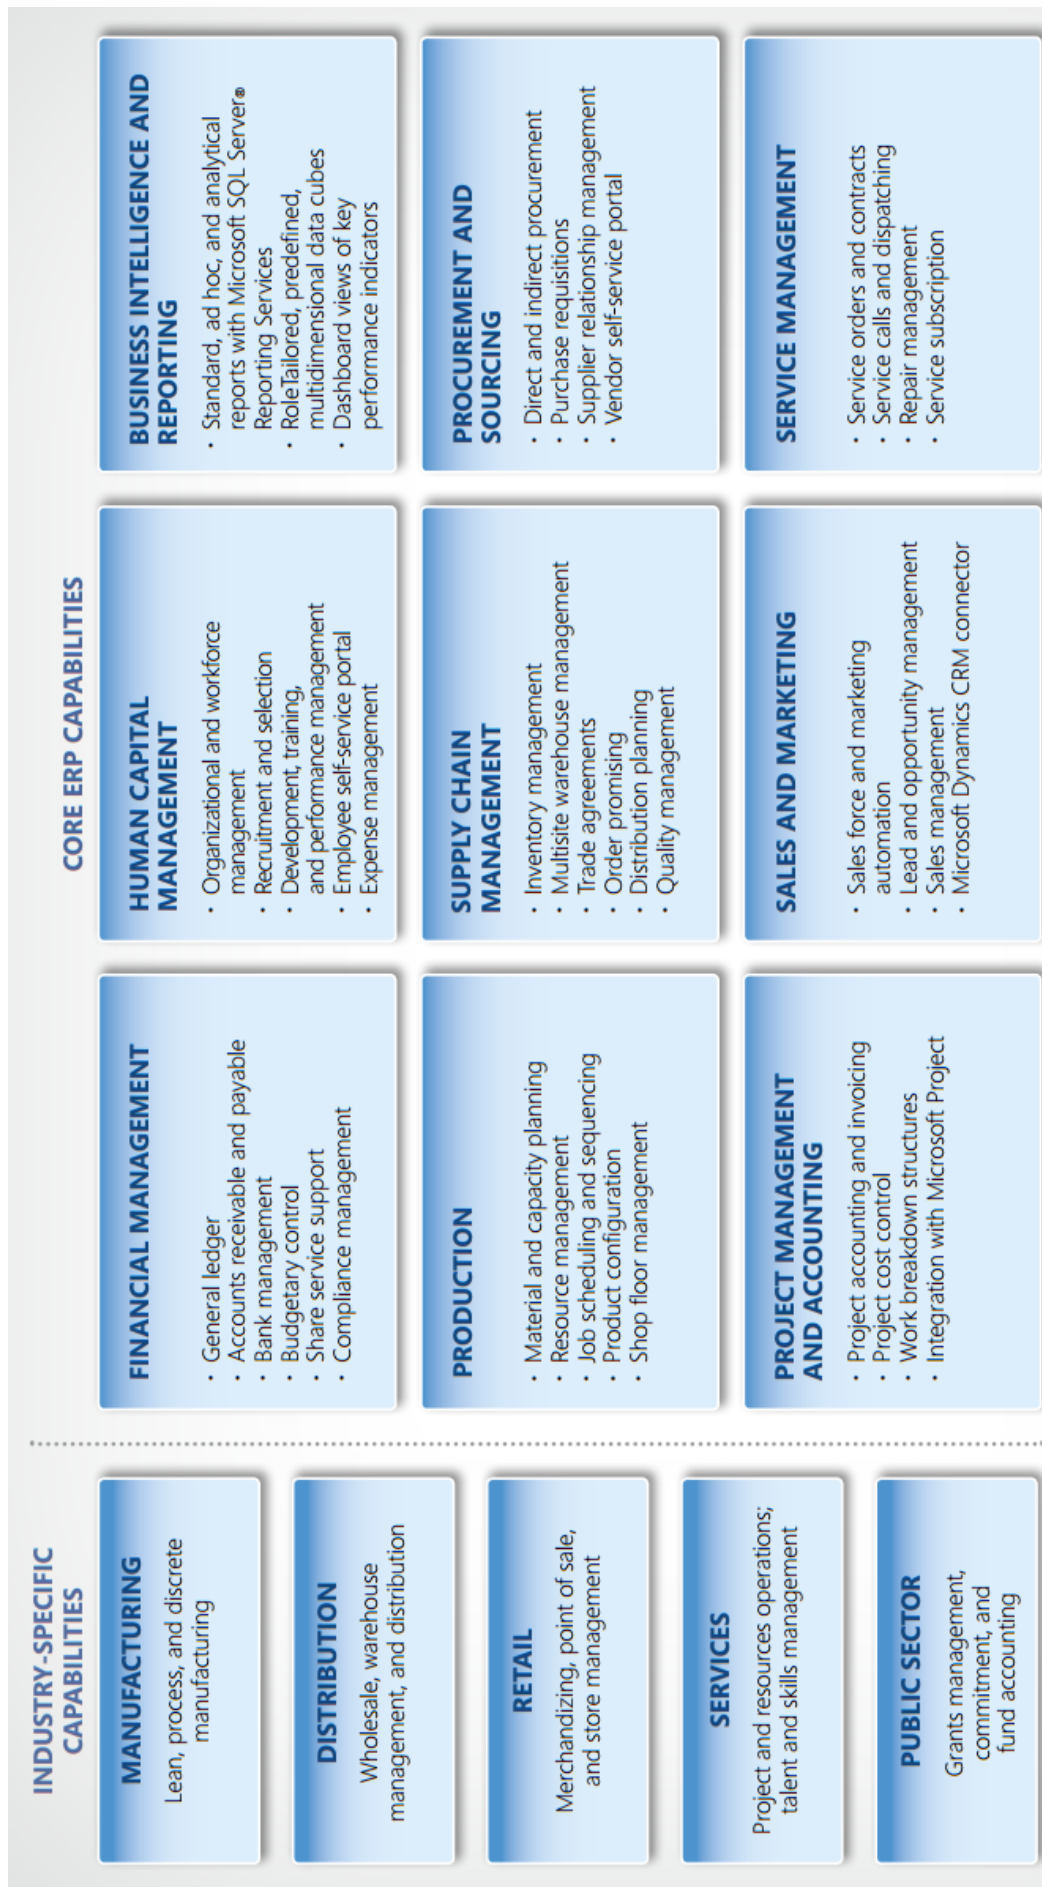 INDUSTRY-SPECIFIC
CAPABILITIES
MANUFACTURING
Lean, process, and discrete
manufacturing
DISTRIBUTION
Wholesale, warehouse
management, and distribution
RETAIL
Merchandizing, point of sale,
and store management
SERVICES
Project and resources operations;
talent and skills management
PUBLIC SECTOR
Grants management,
commitment, and
fund accounting
CORE ERP CAPABILITIES
FINANCIAL MANAGEMENT
• General ledger
• Accounts receivable and payable
• Bank management
• Budgetary control
• Share service support
• Compliance management
HUMAN CAPITAL
MANAGEMENT
• Organizational and workforce
management
• Recruitment and selection
• Development, training,
and performance management
• Employee self-service portal
• Expense management
BUSINESS INTELLIGENCE AND
REPORTING
• Standard, ad hoc, and analytical
reports with Microsoft SQL Server®
Reporting Services
• RoleTailored, predefined,
multidimensional data cubes
• Dashboard views of key
performance indicators
PRODUCTION
• Material and capacity planning
• Resource management
• Job scheduling and sequencing
• Product configuration
• Shop floor management
SUPPLY CHAIN
MANAGEMENT
• Inventory management
• Multisite warehouse management
• Trade agreements
• Order promising
• Distribution planning
• Quality management
PROCUREMENT AND
SOURCING
• Direct and indirect procurement
• Purchase requisitions
• Supplier relationship management
• Vendor self-service portal
PROJECT MANAGEMENT
AND ACCOUNTING
• Project accounting and invoicing
• Project cost control
• Work breakdown structures
• Integration with Microsoft Project
SALES AND MARKETING
• Sales force and marketing
automation
• Lead and opportunity management
• Sales management
• Microsoft Dynamics CRM connector
SERVICE MANAGEMENT
• Service orders and contracts
• Service calls and dispatching
• Repair management
• Service subscription